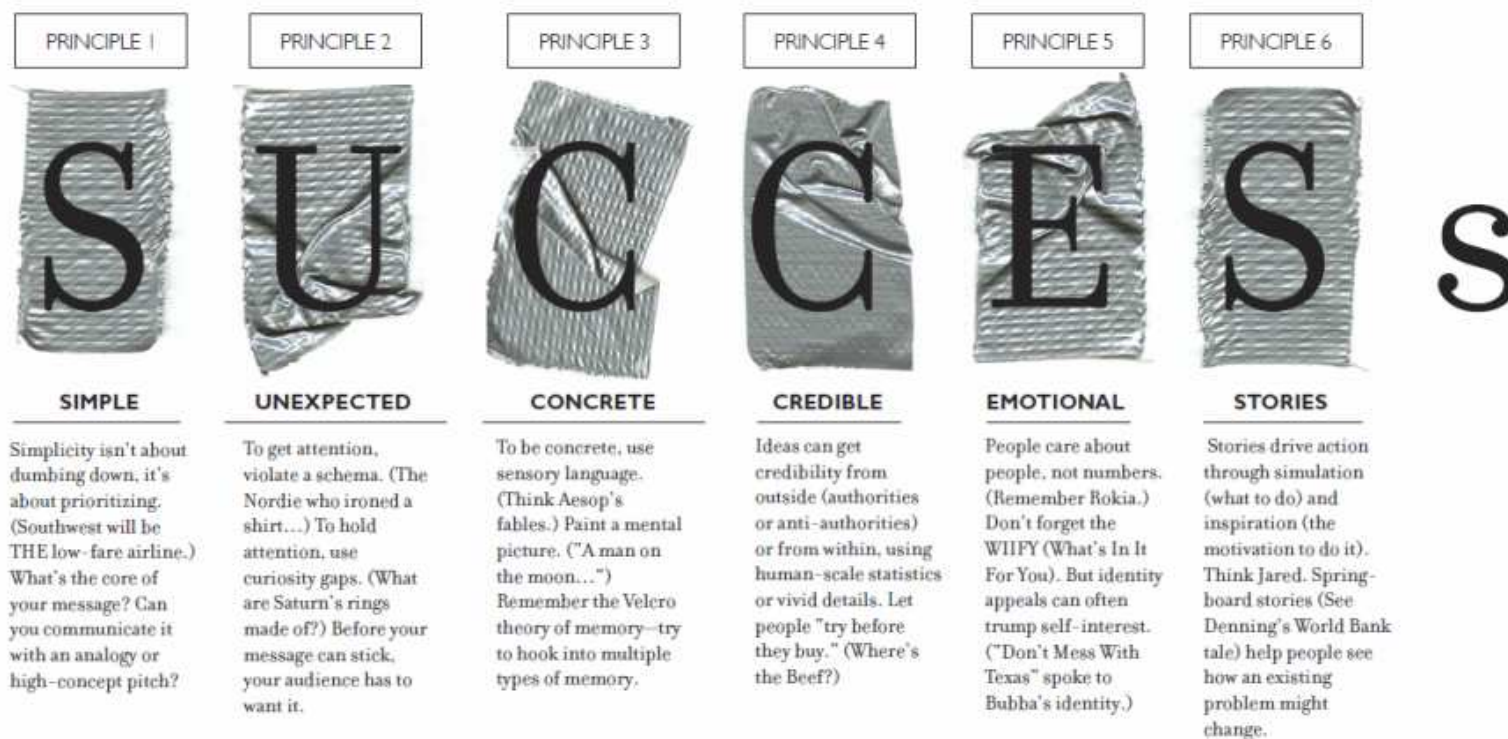 PRINCIPLE 1
PRINCIPLE 2
PRINCIPLE 3
PRINCIPLE 4
PRINCIPLE 5
PRINCIPLE 6
S
U
C
C
E
S
s
SIMPLE
Simplicity isn't about
dumbing down, it's
about prioritizing.
(Southwest will be
THE low-fare airline.)
What's the core of
your message? Can
you communicate it
with an analogy or
high-concept pitch?
UNEXPECTED
To get attention,
violate a schema. (The
Nordie who ironed a
shirt...) To hold
attention, use
curiosity gaps. (What
are Saturn's rings
made of?) Before your
message can stick,
your audience has to
want it.
CONCRETE
To be concrete, use
sensory language.
(Think Aesop's
fables.) Paint a mental
picture. ("A man on
the moon...")
Remember the Velcro
theory of memory—try
to hook into multiple
types of memory.
CREDIBLE
Ideas can get
credibility from
outside (authorities
or anti-authorities)
or from within, using
human-scale statistics
or vivid details. Let
people "try before
they buy." (Where's
the Beef?)
EMOTIONAL
People care about
people, not numbers.
(Remember Rokia.)
Don't forget the
WIIFY (What's In It
For You). But identity
appeals can often
trump self-interest.
("Don't Mess With
Texas" spoke to
Bubba's identity.)
STORIES
Stories drive action
through simulation
(what to do) and
inspiration (the
motivation to do it).
Think Jared. Spring-
board stories (See
Denning's World Bank
tale) help people see
how an existing
problem might
change.